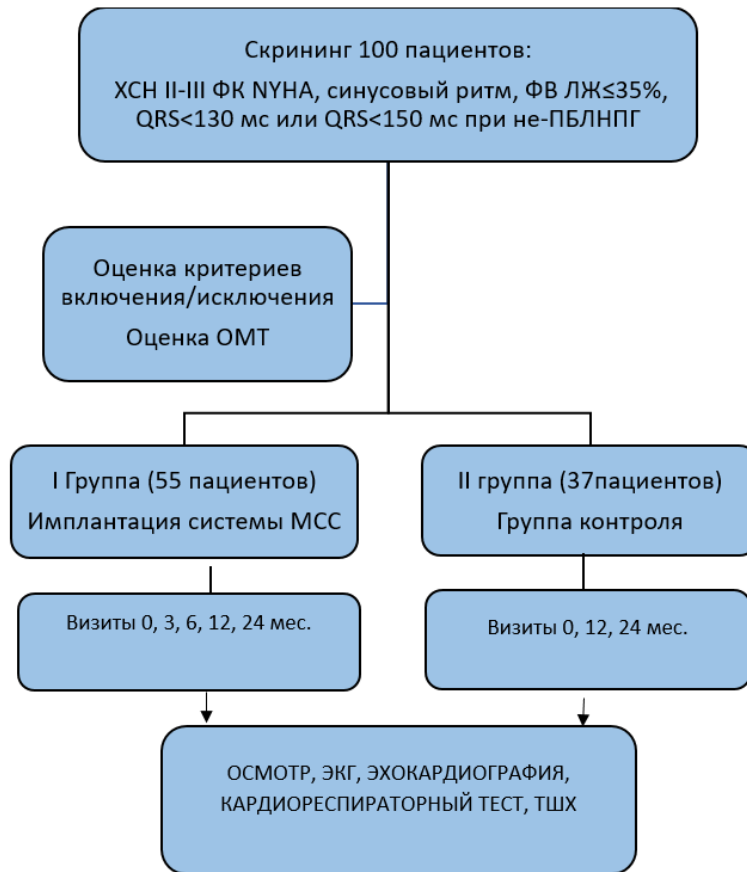 Скрининг 100 пациентов:
ХСН II-III ФК NYHA, синусовый ритм, ФВ ЛЖ≤35%,
QRS<130 мс или QRS<150 мс при не-ПБЛНПГ
Оценка критериев
включения/исключения
Оценка ОМТ
I Группа (55 пациентов)
Имплантация системы МСС
II группа (37пациентов)
Группа контроля
Визиты 0, 3, 6, 12, 24 мес.
Визиты 0, 12, 24 мес.
ОСМОТР, ЭКГ, ЭХОКАРДИОГРАФИЯ,
КАРДИОРЕСПИРАТОРНЫЙ ТЕСТ, ТШХ